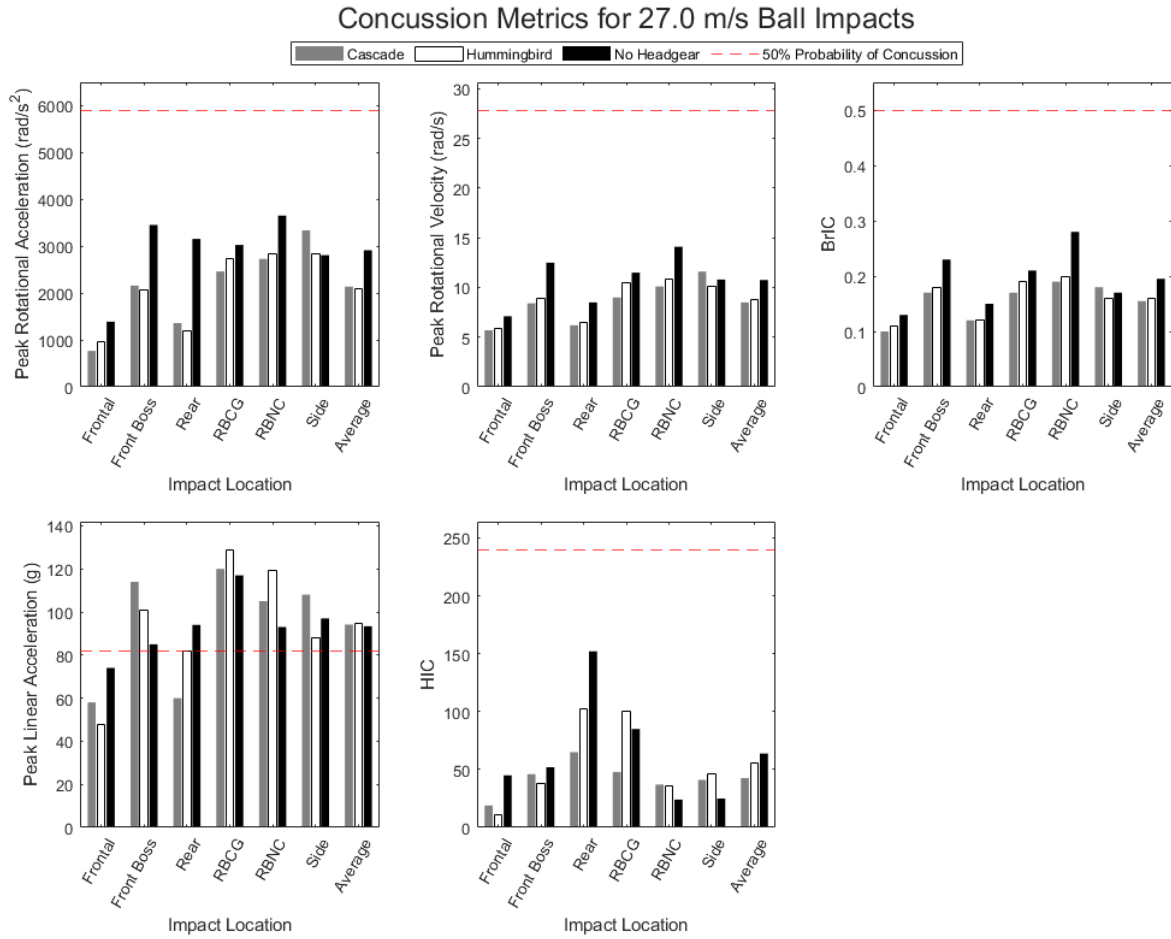 Concussion Metrics for 27.0 m/s Ball Impacts
Cascade Hummingbird No Headgear 50% Probability of Concussion
Peak Rotational Acceleration (rad/s²)
6000
5000
4000
3000
2000
1000
0
Frontal Front Boss Rear RBCG RBNC Side Average
Impact Location
Peak Rotational Velocity (rad/s)
30
25
20
15
10
5
0
Frontal Front Boss Rear RBCG RBNC Side Average
Impact Location
BrIC
0.5
0.4
0.3
0.2
0.1
0
Frontal Front Boss Rear RBCG RBNC Side Average
Impact Location
Peak Linear Acceleration (g)
140
120
100
80
60
40
20
0
Frontal Front Boss Rear RBCG RBNC Side Average
Impact Location
HIC
250
200
150
100
50
0
Frontal Front Boss Rear RBCG RBNC Side Average
Impact Location